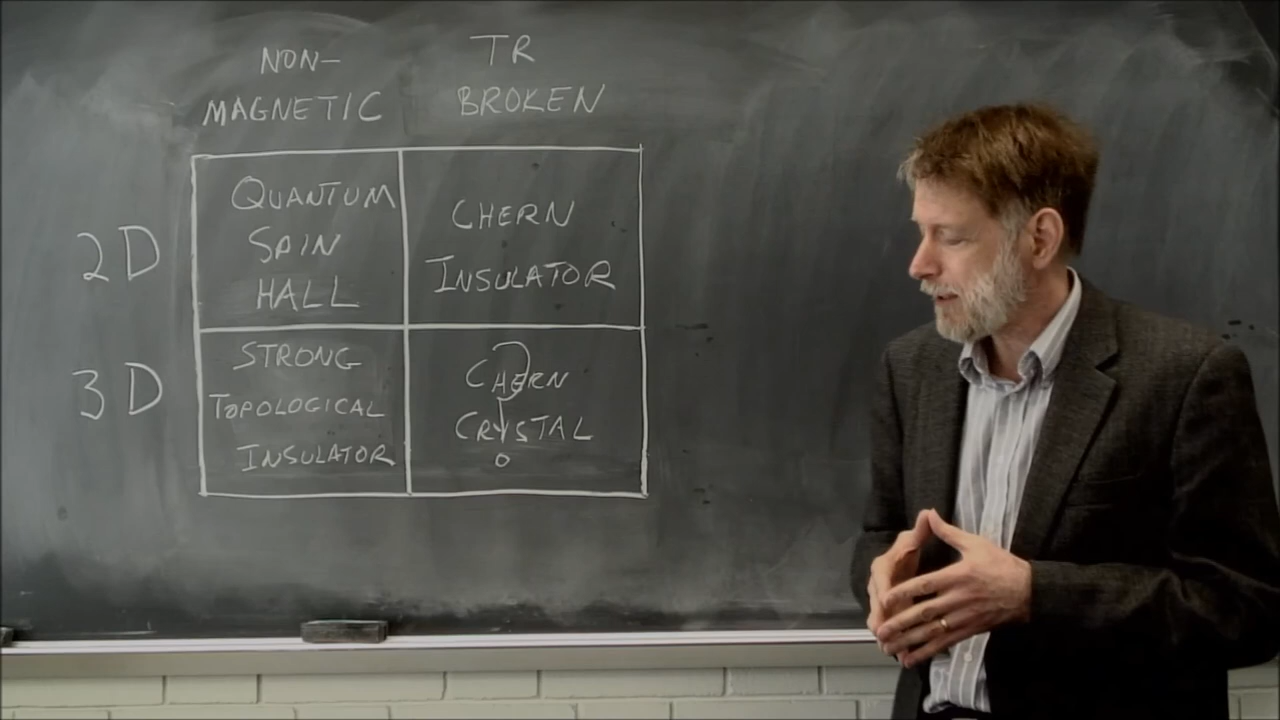 NON-
MAGNETIC
TR
BROKEN
2D
QUANTUM
SPIN
HALL
CHERN
INSULATOR
3D
STRONG
TOPOLOGICAL
INSULATOR
CHERN
CRYSTAL
?